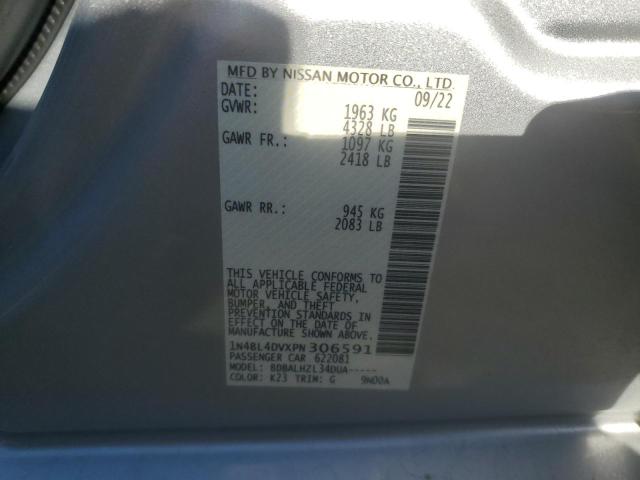 MFD BY NISSAN MOTOR CO., LTD.
DATE: 09/22
GVWR: 1963 KG
4328 LB
GAWR FR.: 1097 KG
2418 LB
GAWR RR.: 945 KG
2083 LB
THIS VEHICLE CONFORMS TO
ALL APPLICABLE FEDERAL
MOTOR VEHICLE SAFETY,
BUMPER, AND THEFT
PREVENTION STANDARDS IN
EFFECT ON THE DATE OF
MANUFACTURE SHOWN ABOVE.
1N4BL4DVXPN306591
PASSENGER CAR 622081
MODEL: BDBALHZL34DUA-----
COLOR: K23 TRIM: G 9N00A